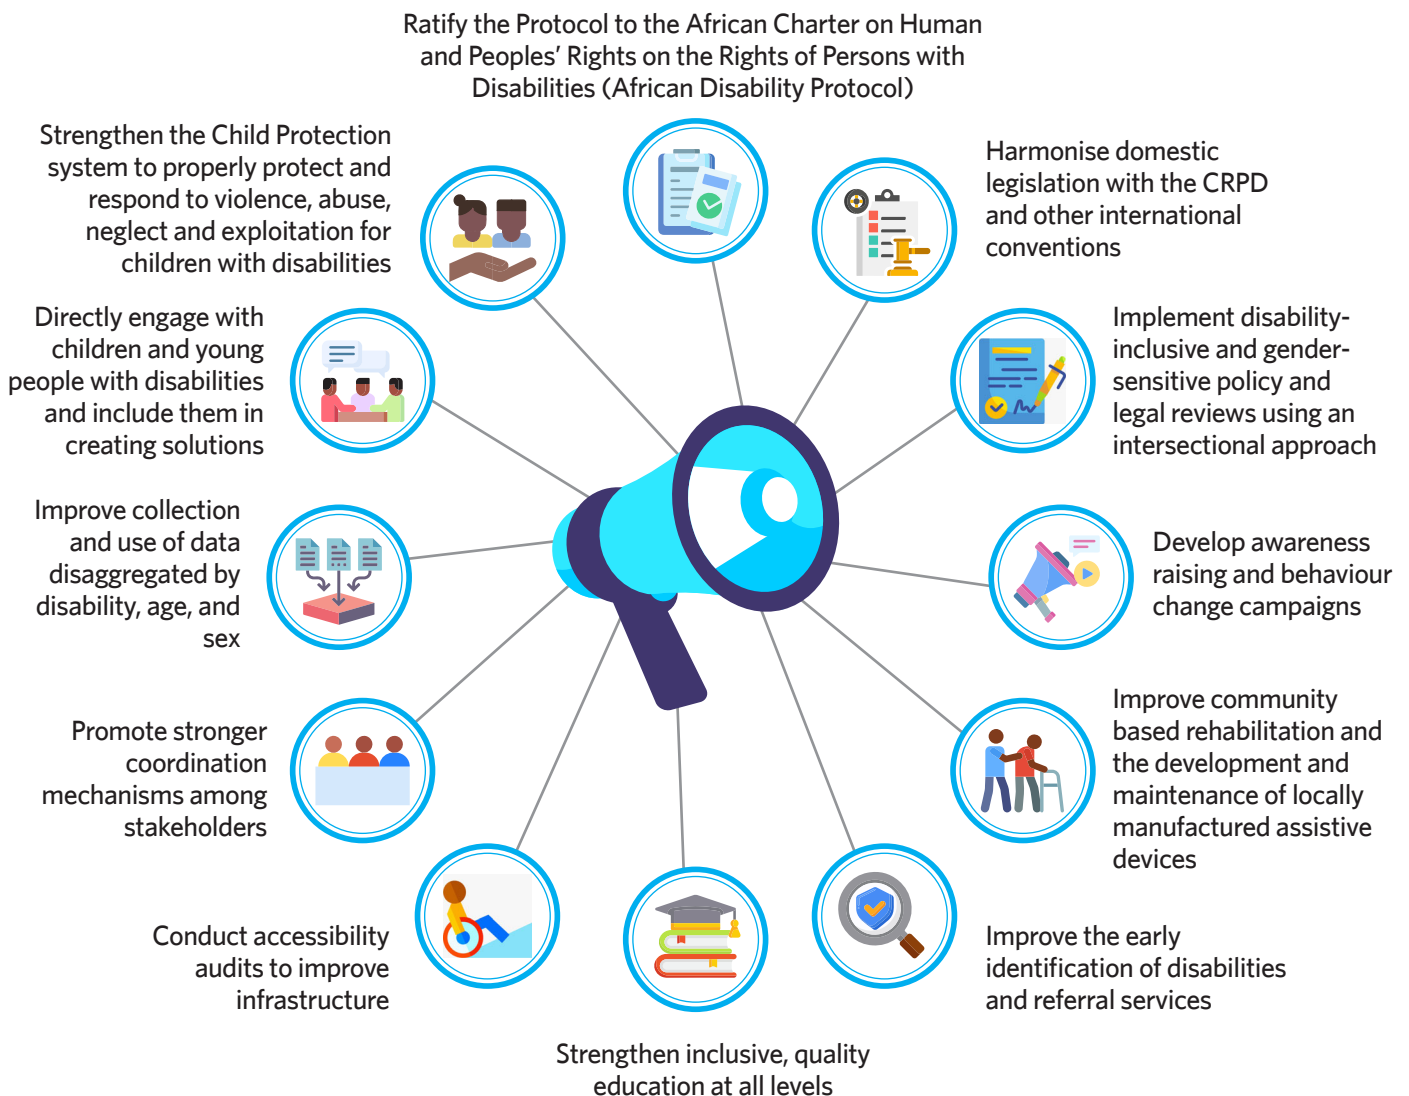 Ratify the Protocol to the African Charter on Human
and Peoples’ Rights on the Rights of Persons with
Disabilities (African Disability Protocol)
Harmonise domestic
legislation with the CRPD
and other international
conventions
Implement disability-
inclusive and gender-
sensitive policy and
legal reviews using an
intersectional approach
Develop awareness
raising and behaviour
change campaigns
Improve community
based rehabilitation and
the development and
maintenance of locally
manufactured assistive
devices
Improve the early
identification of disabilities
and referral services
Strengthen inclusive, quality
education at all levels
Conduct accessibility
audits to improve
infrastructure
Promote stronger
coordination
mechanisms among
stakeholders
Improve collection
and use of data
disaggregated by
disability, age, and
sex
Directly engage with
children and young
people with disabilities
and include them in
creating solutions
Strengthen the Child Protection
system to properly protect and
respond to violence, abuse,
neglect and exploitation for
children with disabilities